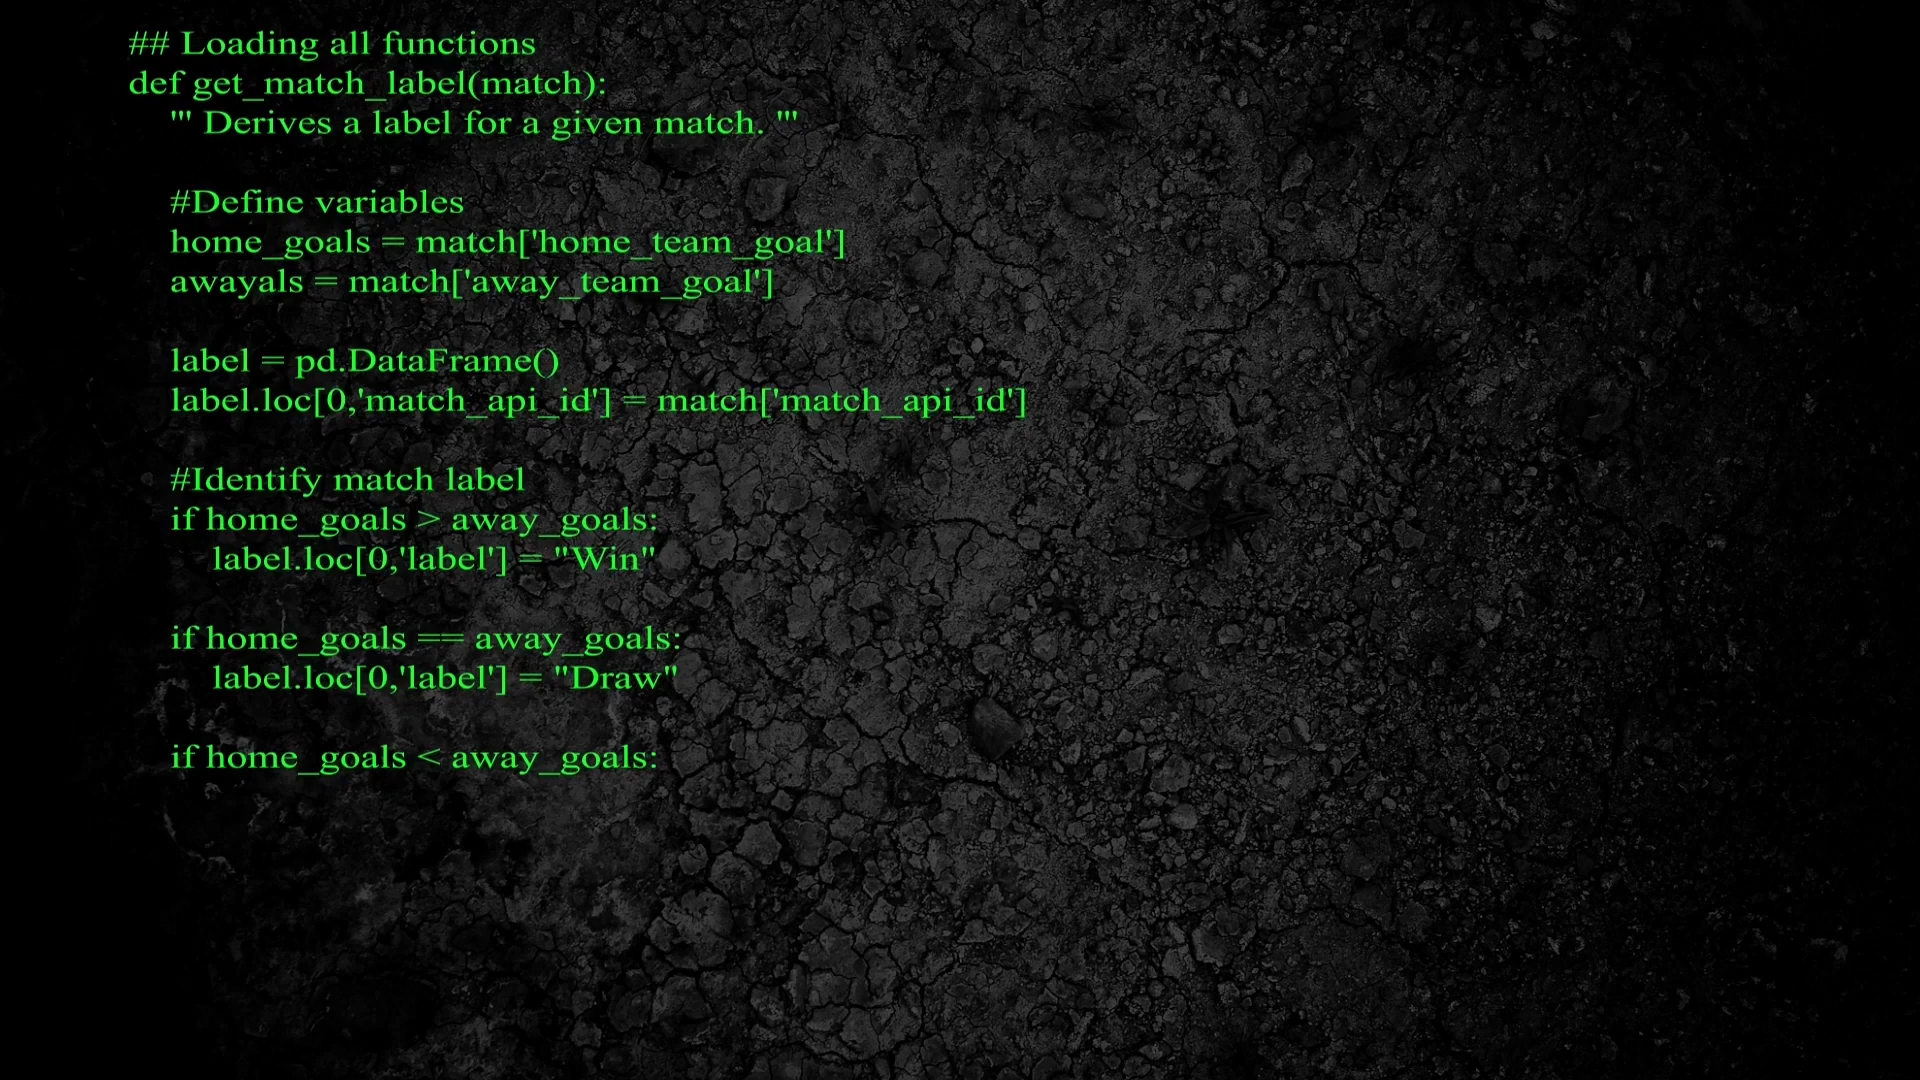 ## Loading all functions
def get_match_label(match):
''' Derives a label for a given match. '''
#Define variables
home_goals = match['home_team_goal']
awayals = match['away_team_goal']
label = pd.DataFrame()
label.loc[0,'match_api_id'] = match['match_api_id']
#Identify match label
if home_goals > away_goals:
label.loc[0,'label'] = "Win"
if home_goals == away_goals:
label.loc[0,'label'] = "Draw"
if home_goals < away_goals: